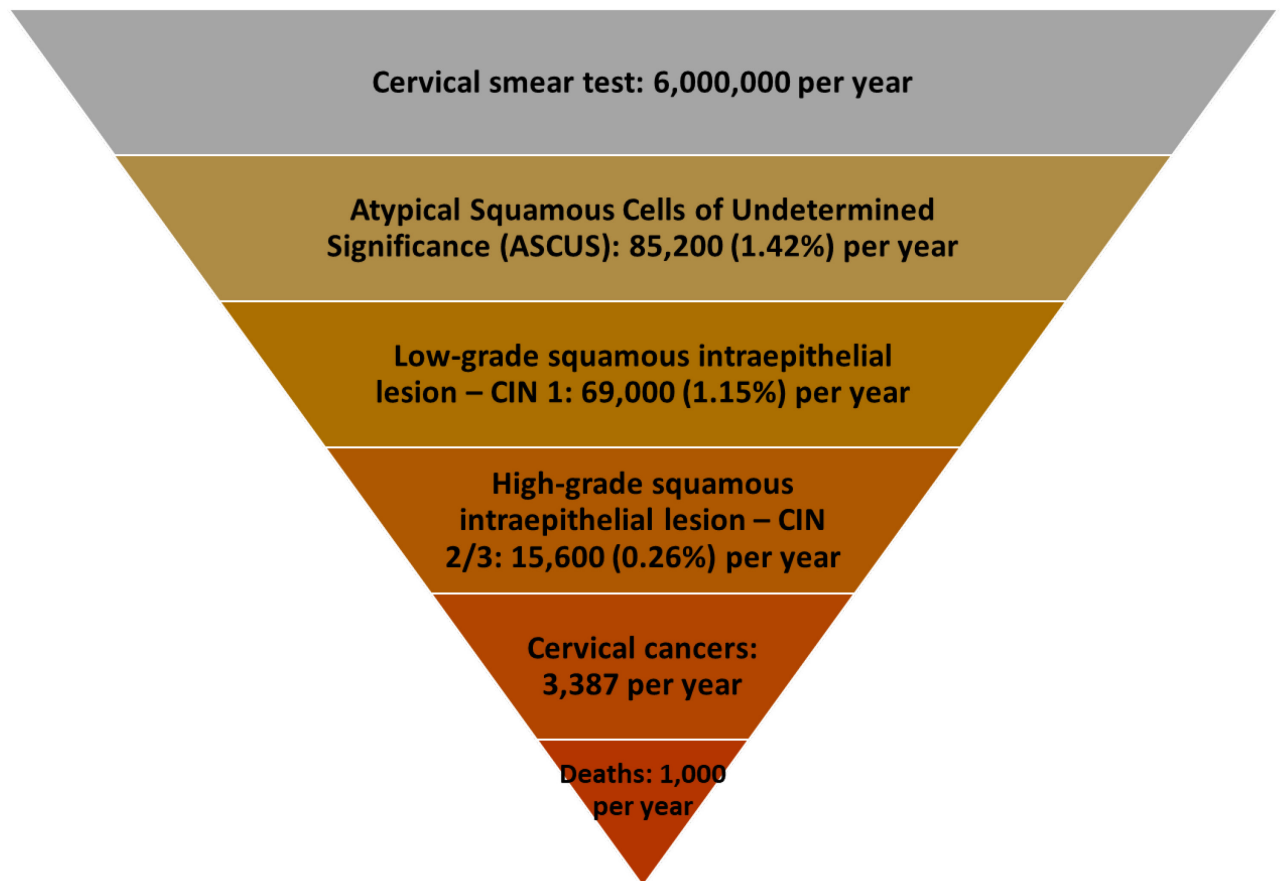 Cervical smear test: 6,000,000 per year
Atypical Squamous Cells of Undetermined
Significance (ASCUS): 85,200 (1.42%) per year
Low-grade squamous intraepithelial
lesion – CIN 1: 69,000 (1.15%) per year
High-grade squamous
intraepithelial lesion – CIN
2/3: 15,600 (0.26%) per year
Cervical cancers:
3,387 per year
Deaths: 1,000
per year